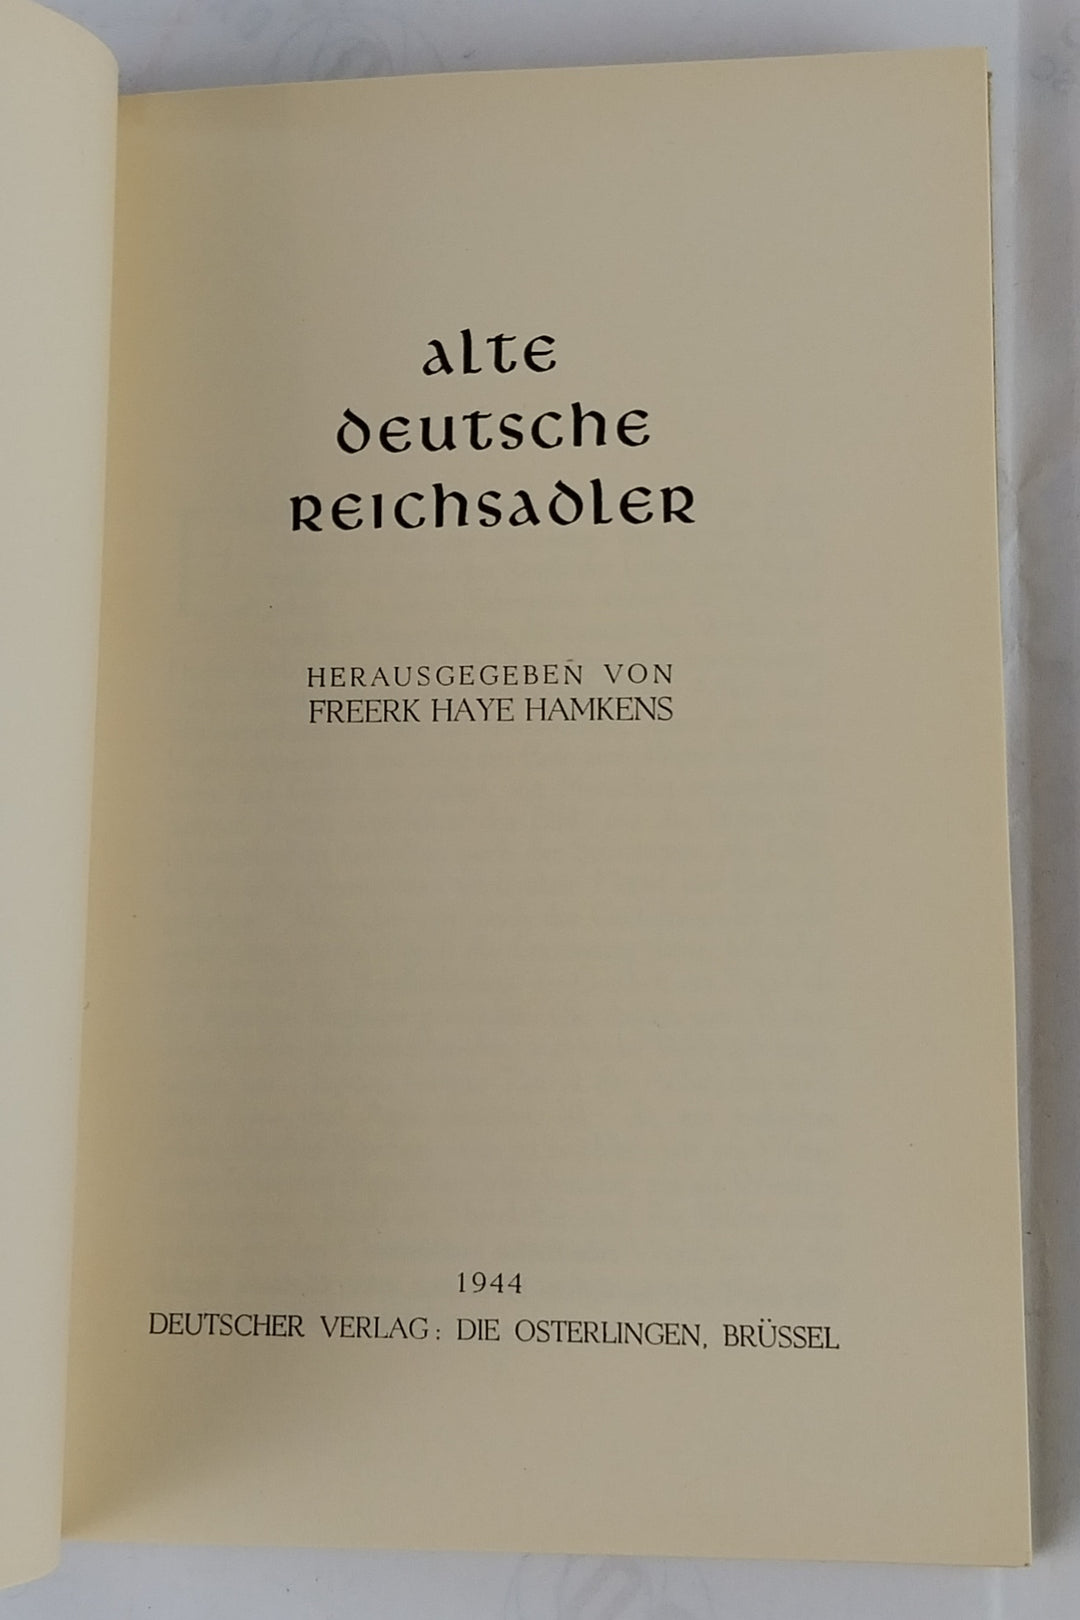 alte
deutsche
Reichsadler
HERAUSGEGEBEN VON
FREERK HAYE HAMKENS
1944
DEUTSCHER VERLAG: DIE OSTERLINGEN, BRÜSSEL